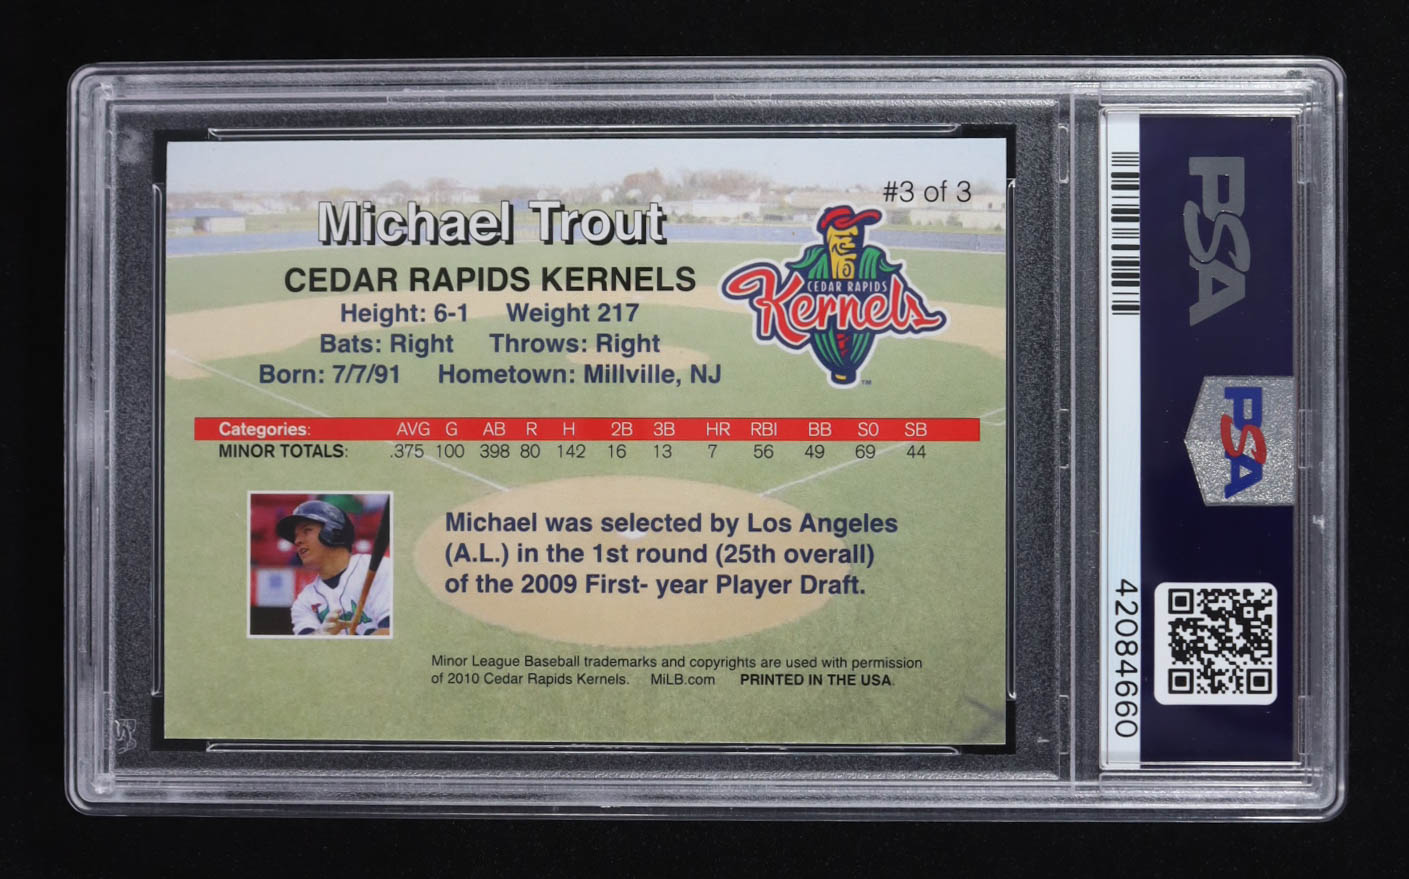 #3 of 3
Michael Trout
CEDAR RAPIDS KERNELS
Height: 6-1 Weight 217
Bats: Right Throws: Right
Born: 7/7/91 Hometown: Millville, NJ
CEDAR RAPIDS
Kernels
TM
Categories: AVG G AB R H 2B 3B HR RBI BB SO SB
MINOR TOTALS: .375 100 398 80 142 16 13 7 56 49 69 44
Michael was selected by Los Angeles
(A.L.) in the 1st round (25th overall)
of the 2009 First- year Player Draft.
Minor League Baseball trademarks and copyrights are used with permission
of 2010 Cedar Rapids Kernels. MiLB.com PRINTED IN THE USA.
PSA
PSA
42084660